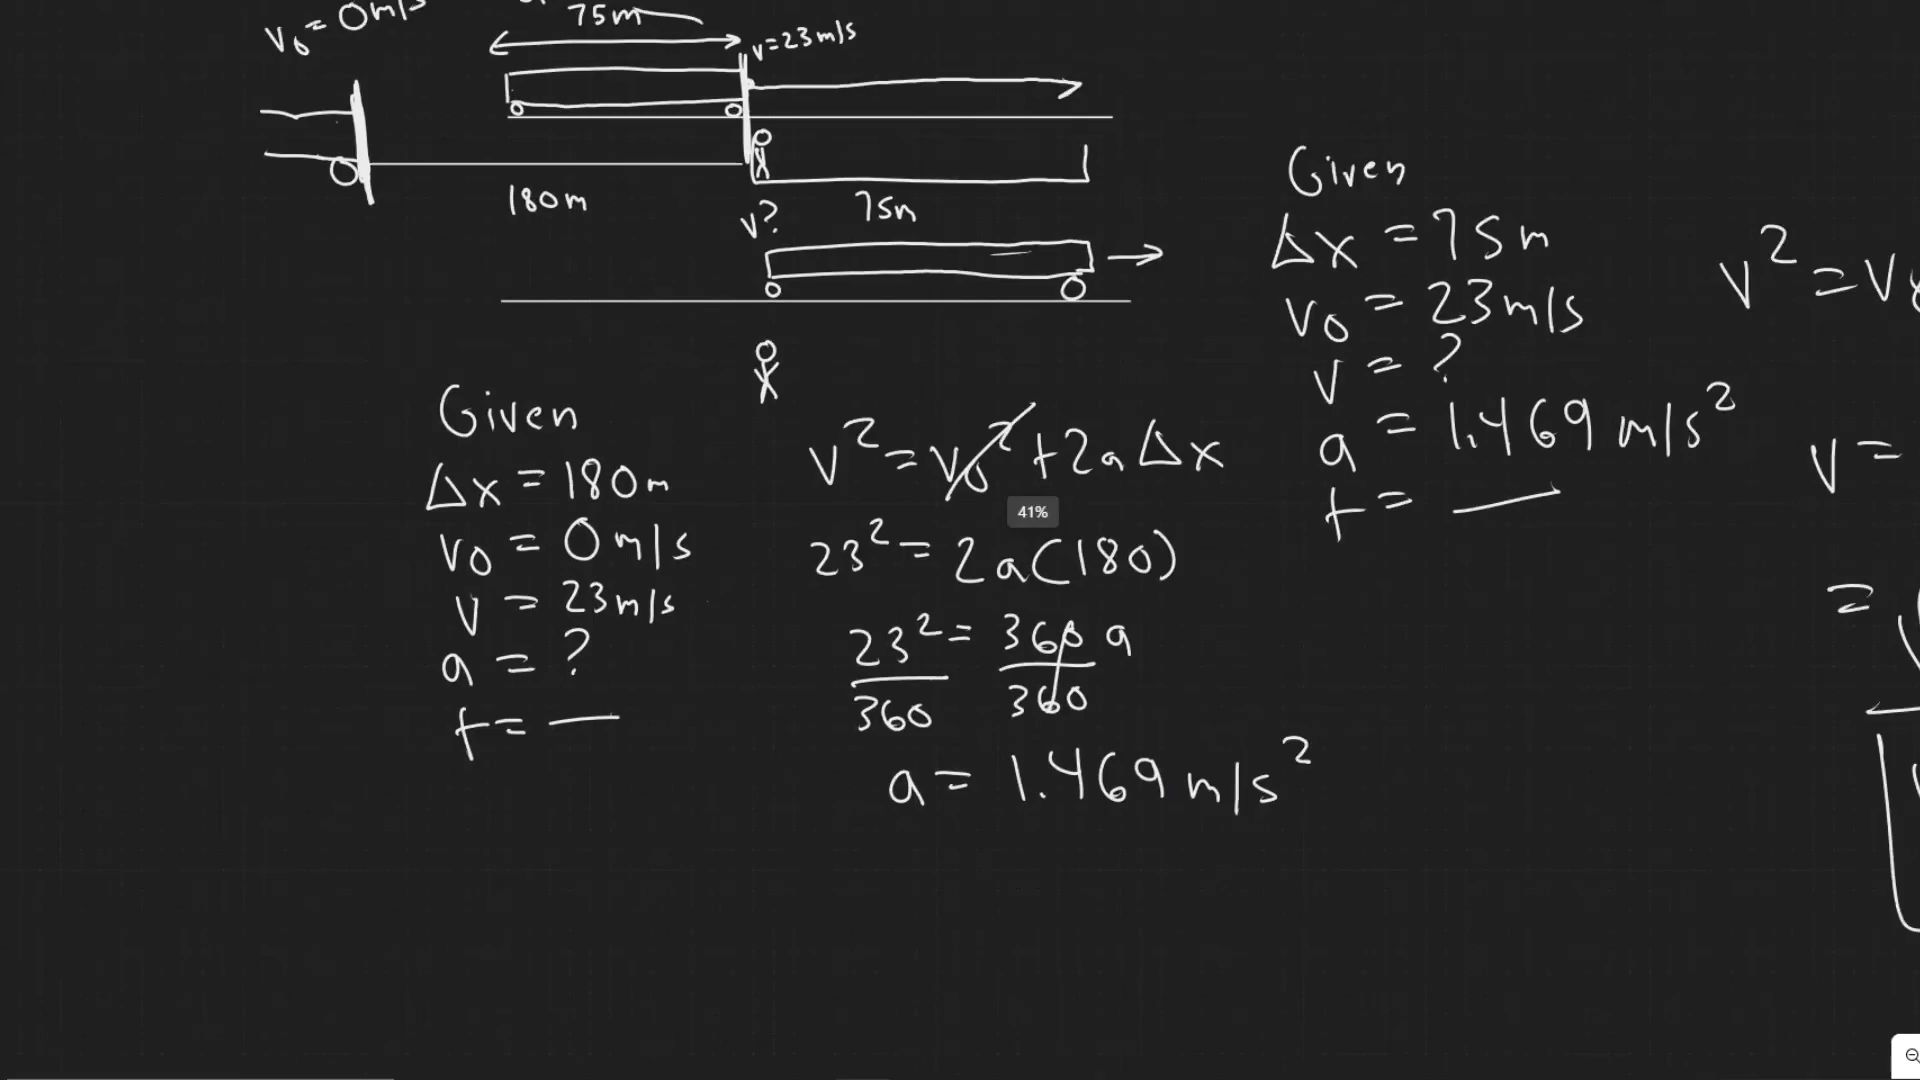 v₀ = 0m/s
75m
v=23m/s
180m
75m
v?
Given
Δx = 180m
v₀ = 0m/s
v = 23m/s
a = ?
t = —
v² = v₀² + 2aΔx
41%
23² = 2a(180)
23²/360 = 360a/360
a = 1.469 m/s²
Given
Δx = 75m
v₀ = 23m/s
v = ?
a = 1.469 m/s²
t = —
v² = v
v =
=